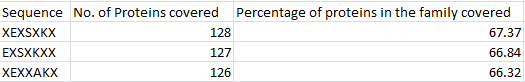 Sequence No. of Proteins covered Percentage of proteins in the family covered
XEXSXKX 128 67.37
EXSXKXX 127 66.84
XEXXAKX 126 66.32